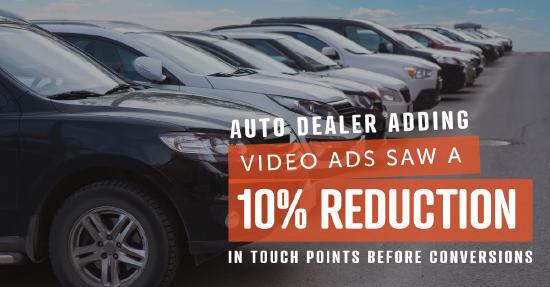 AUTO DEALER ADDING
VIDEO ADS SAW A
10% REDUCTION
IN TOUCH POINTS BEFORE CONVERSIONS